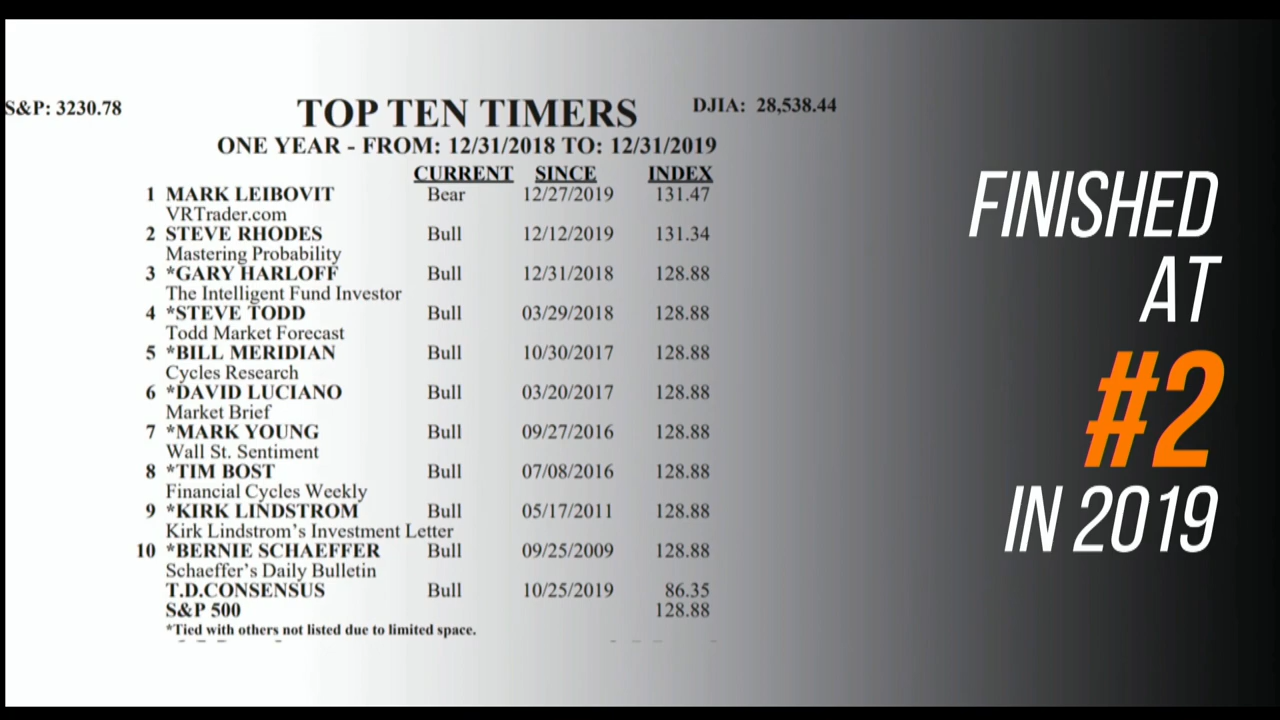 S&P: 3230.78
TOP TEN TIMERS
DJIA: 28,538.44
ONE YEAR - FROM: 12/31/2018 TO: 12/31/2019
CURRENT SINCE INDEX
1 MARK LEIBOVIT Bear 12/27/2019 131.47
VRTrader.com
2 STEVE RHODES Bull 12/12/2019 131.34
Mastering Probability
3 *GARY HARLOFF Bull 12/31/2018 128.88
The Intelligent Fund Investor
4 *STEVE TODD Bull 03/29/2018 128.88
Todd Market Forecast
5 *BILL MERIDIAN Bull 10/30/2017 128.88
Cycles Research
6 *DAVID LUCIANO Bull 03/20/2017 128.88
Market Brief
7 *MARK YOUNG Bull 09/27/2016 128.88
Wall St. Sentiment
8 *TIM BOST Bull 07/08/2016 128.88
Financial Cycles Weekly
9 *KIRK LINDSTROM Bull 05/17/2011 128.88
Kirk Lindstrom's Investment Letter
10 *BERNIE SCHAEFFER Bull 09/25/2009 128.88
Schaeffer's Daily Bulletin
T.D.CONSENSUS Bull 10/25/2019 86.35
S&P 500 128.88
*Tied with others not listed due to limited space.
FINISHED
AT
#2
IN 2019